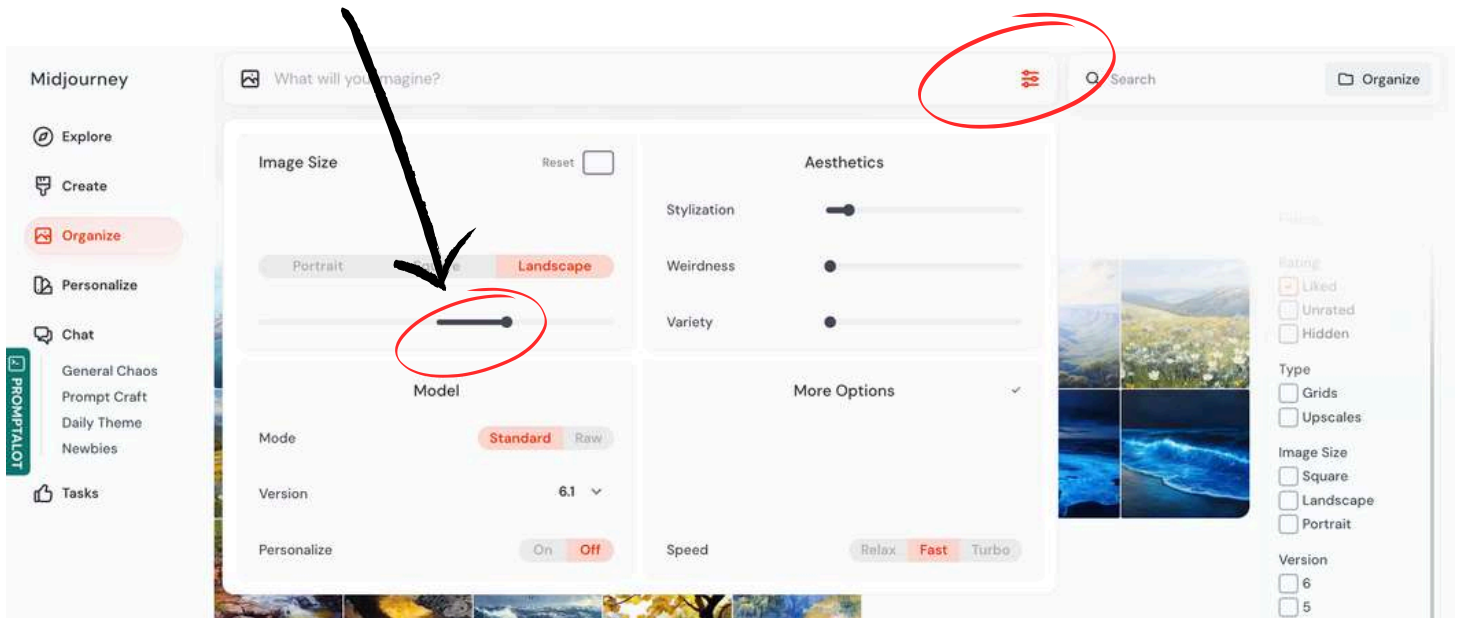 Midjourney
What will you imagine?
Search
Organize
Explore
Create
Organize
Personalize
Chat
General Chaos
Prompt Craft
Daily Theme
Newbies
Tasks
PROMPTALOT
Image Size
Reset
Portrait
Square
Landscape
Aesthetics
Stylization
Weirdness
Variety
Model
Mode
Standard
Raw
Version
6.1
Personalize
On
Off
More Options
Speed
Relax
Fast
Turbo
Filters
Rating
Liked
Unrated
Hidden
Type
Grids
Upscales
Image Size
Square
Landscape
Portrait
Version
6
5